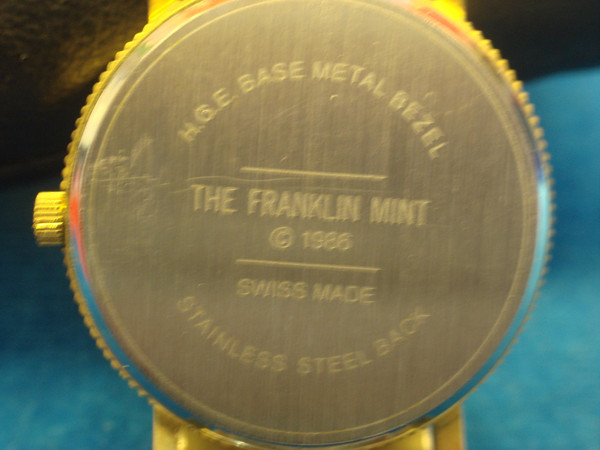 H.G.E. BASE METAL BEZEL
THE FRANKLIN MINT
© 1986
SWISS MADE
STAINLESS STEEL BACK